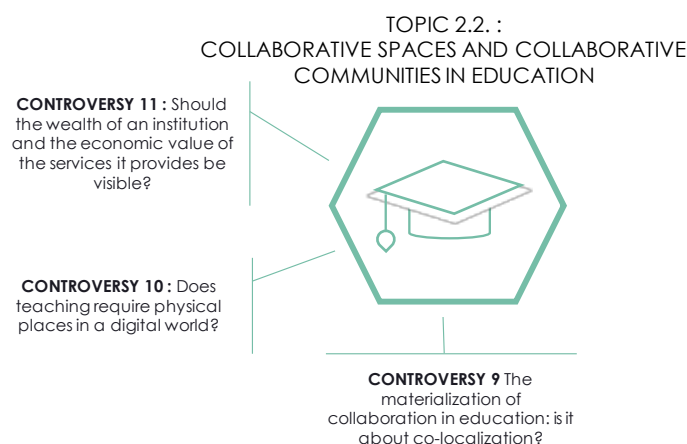 TOPIC 2.2. :
COLLABORATIVE SPACES AND COLLABORATIVE
COMMUNITIES IN EDUCATION
CONTROVERSY 11 : Should
the wealth of an institution
and the economic value of
the services it provides be
visible?
CONTROVERSY 10 : Does
teaching require physical
places in a digital world?
CONTROVERSY 9 The
materialization of
collaboration in education: is it
about co-localization?